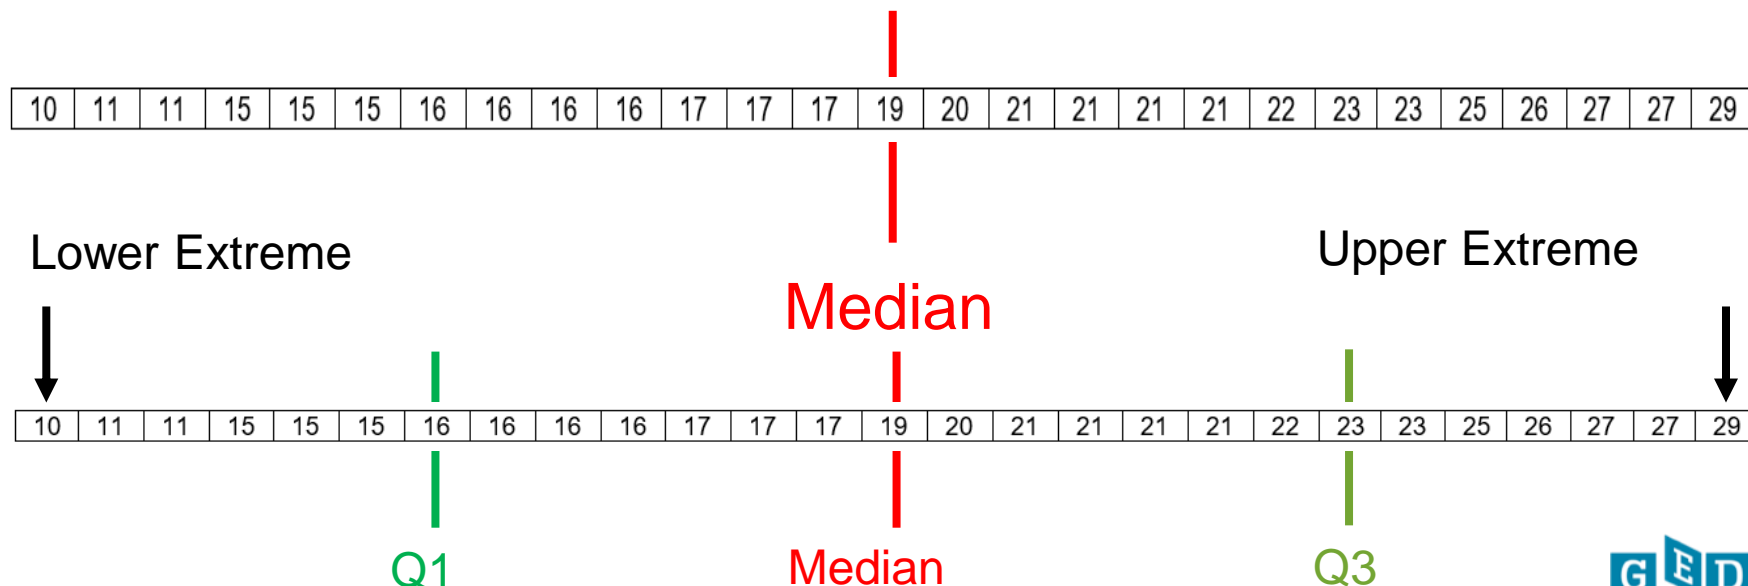 10 11 11 15 15 15 16 16 16 16 17 17 17 19 20 21 21 21 21 22 23 23 25 26 27 27 29
Lower Extreme
Upper Extreme
Median
10 11 11 15 15 15 16 16 16 16 17 17 17 19 20 21 21 21 21 22 23 23 25 26 27 27 29
Q1 Median Q3
GED